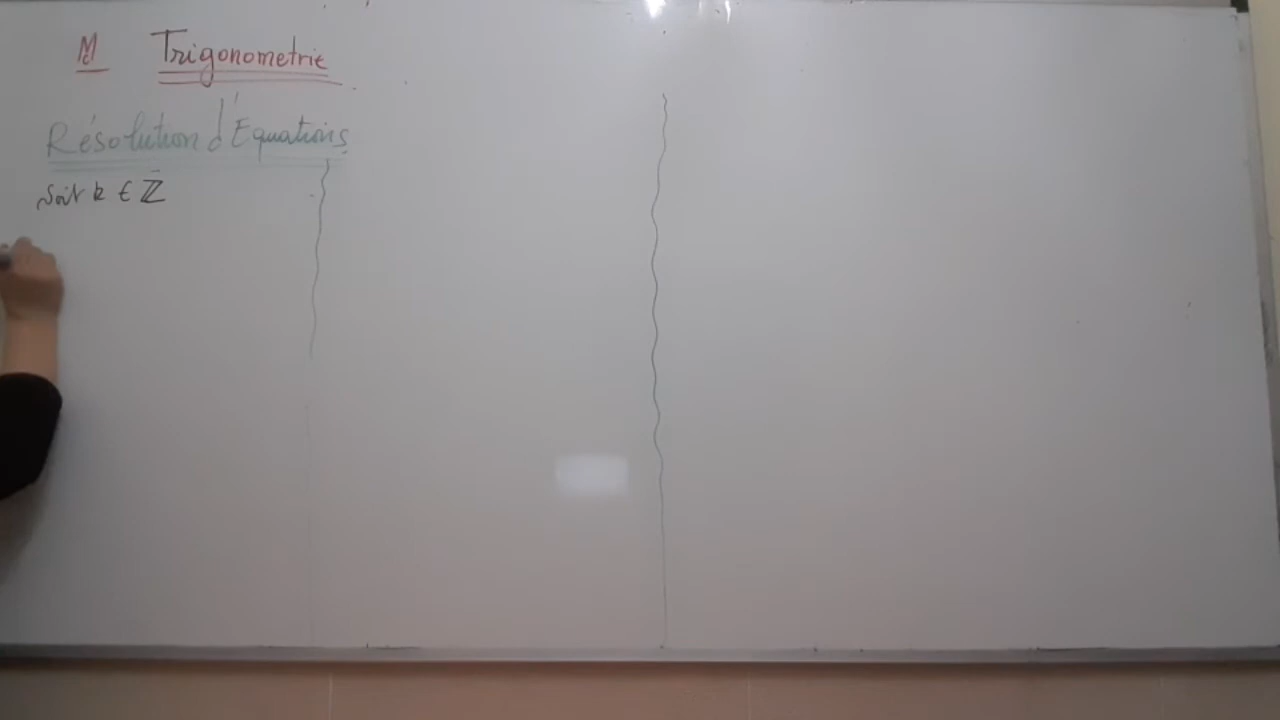 Trigonometrie
Résolution d'Equations
Soit k ∈ ℤ